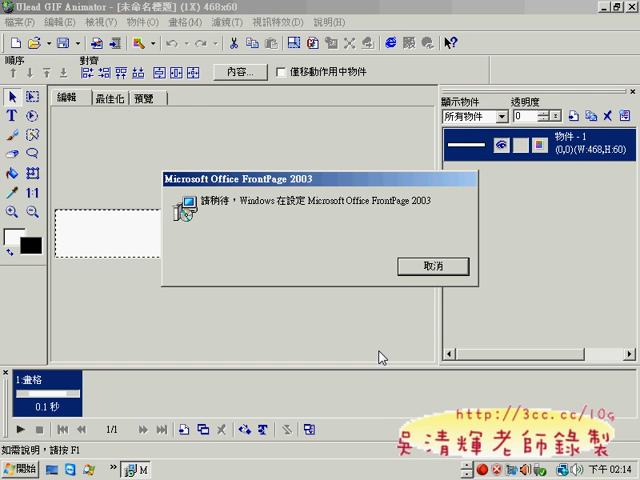 Ulead GIF Animator - [未命名標題] (1X) 468x60
檔案(F) 編輯(E) 檢視(V) 物件(O) 畫格(M) 濾鏡(T) 視訊特效(D) 說明(H)
順序 對齊
內容... 僅移動作用中物件
編輯 最佳化 預覽
顯示物件 透明度
所有物件 0
物件 - 1
(0,0)(W:468,H:60)
T
1:1
Microsoft Office FrontPage 2003
請稍待，Windows 在設定 Microsoft Office FrontPage 2003
取消
1:畫格
0.1 秒
1/1
http://3cc.cc/10g
吳清輝老師錄製
如需說明，請按 F1
開始 M 下午 02:14